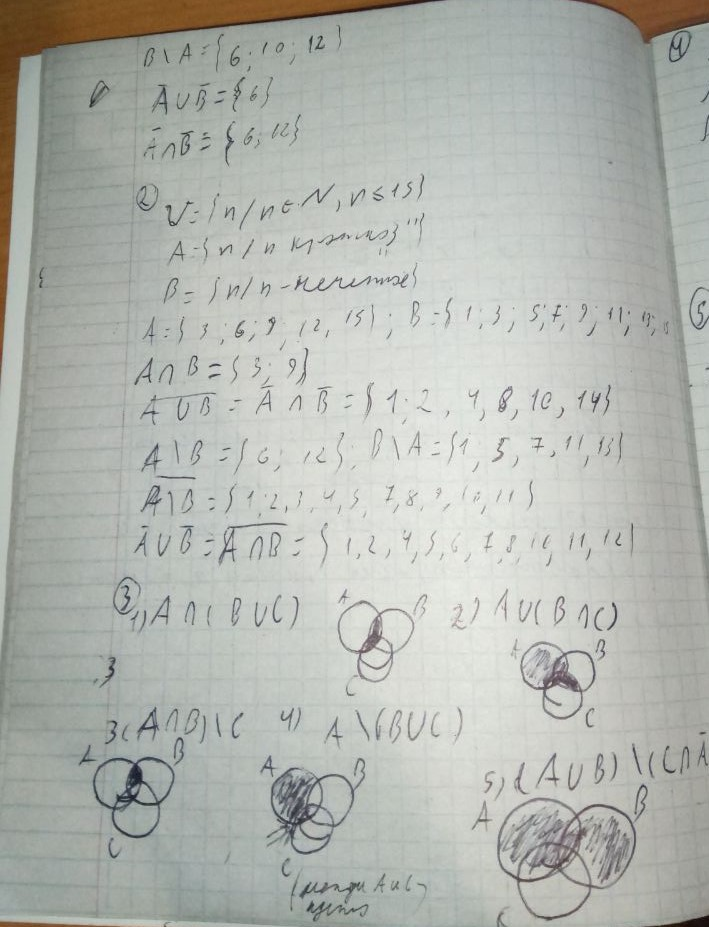 B \ A = {6; 10; 12}
A̅ ∪ B̅ = {6}
A̅ ∩ B̅ = {6; 12}
② U = {n / n ∈ N, n ≤ 15}
A = {n / n
B = {n / n - нечетное}
A = {3; 6; 9; 12, 15}; B = {1; 3; 5; 7; 9; 11; 13; 15
A ∩ B = {3; 9}
A̅ ̅∪̅ ̅B̅ = A̅ ∩ B̅ = {1; 2, 4, 8, 10, 14}
A \ B = {6; 12}; B \ A = {1, 5, 7, 11, 13}
A̅ ̅\̅ ̅B̅ = {1; 2, 3, 4, 5, 7, 8, 9, 10, 11}
A̅ ∪ B̅ = A̅ ̅∩̅ ̅B̅ = {1, 2, 4, 5, 6, 7, 8, 10, 11, 12}
③
1) A ∩ (B ∪ C) A B C 2) A ∪ (B ∩ C)
A B C
3
3 (A ∩ B) \ C 4) A \ (B ∪ C)
A B C A B C
5) (A ∪ B) \ (C ∩ A̅
A B C
4
5